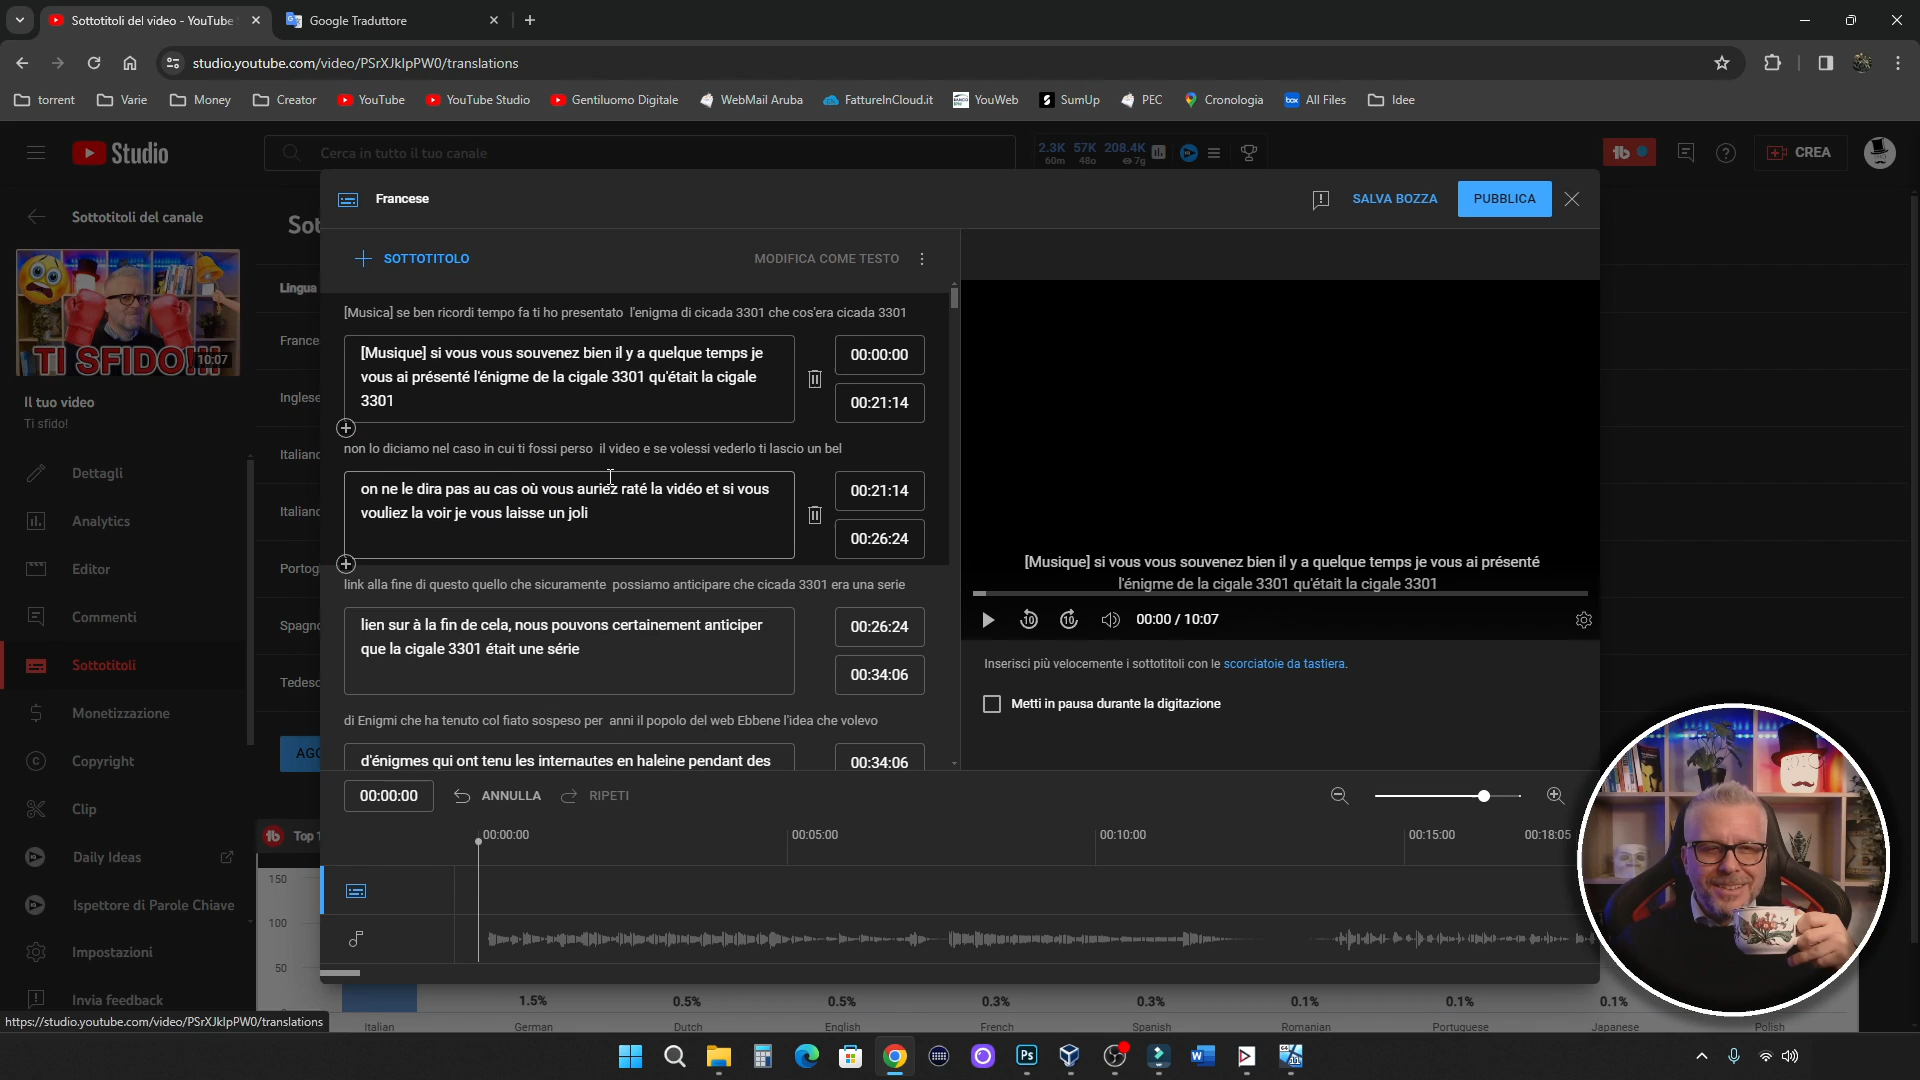 Sottotitoli del video - YouTube
Google Traduttore
studio.youtube.com/video/PSrXJklpPW0/translations
torrent
Varie
Money
Creator
YouTube
YouTube Studio
Gentiluomo Digitale
WebMail Aruba
FattureInCloud.it
YouWeb
SumUp
PEC
Cronologia
All Files
Idee
Studio
Cerca in tutto il tuo canale
2.3K 57K 208.4K
60m 48o 7g
CREA
Sottotitoli del canale
Sot
Francese
SALVA BOZZA
PUBBLICA
SOTTOTITOLO
MODIFICA COME TESTO
TI SFIDO!!!
10:07
Il tuo video
Ti sfido!
Dettagli
Analytics
Editor
Commenti
Sottotitoli
Monetizzazione
Copyright
Clip
Daily Ideas
Ispettore di Parole Chiave
Impostazioni
Invia feedback
Lingua
France
Inglese
Italiano
Italiano
Portog
Spagno
Tedesc
AGG
[Musica] se ben ricordi tempo fa ti ho presentato l'enigma di cicada 3301 che cos'era cicada 3301
[Musique] si vous vous souvenez bien il y a quelque temps je
vous ai présenté l'énigme de la cigale 3301 qu'était la cigale
3301
00:00:00
00:21:14
non lo diciamo nel caso in cui ti fossi perso il video e se volessi vederlo ti lascio un bel
on ne le dira pas au cas où vous auriez raté la vidéo et si vous
vouliez la voir je vous laisse un joli
00:21:14
00:26:24
link alla fine di questo quello che sicuramente possiamo anticipare che cicada 3301 era una serie
lien sur à la fin de cela, nous pouvons certainement anticiper
que la cigale 3301 était une série
00:26:24
00:34:06
di Enigmi che ha tenuto col fiato sospeso per anni il popolo del web Ebbene l'idea che volevo
d'énigmes qui ont tenu les internautes en haleine pendant des
00:34:06
[Musique] si vous vous souvenez bien il y a quelque temps je vous ai présenté
l'énigme de la cigale 3301 qu'était la cigale 3301
00:00 / 10:07
Inserisci più velocemente i sottotitoli con le scorciatoie da tastiera.
Metti in pausa durante la digitazione
00:00:00
ANNULLA
RIPETI
00:00:00
00:05:00
00:10:00
00:15:00
00:18:05
Top 1
150
100
50
1.5%
0.5%
0.5%
0.3%
0.3%
0.1%
0.1%
0.1%
Italian
German
Dutch
English
French
Spanish
Romanian
Portuguese
Japanese
Polish
https://studio.youtube.com/video/PSrXJklpPW0/translations
Ps